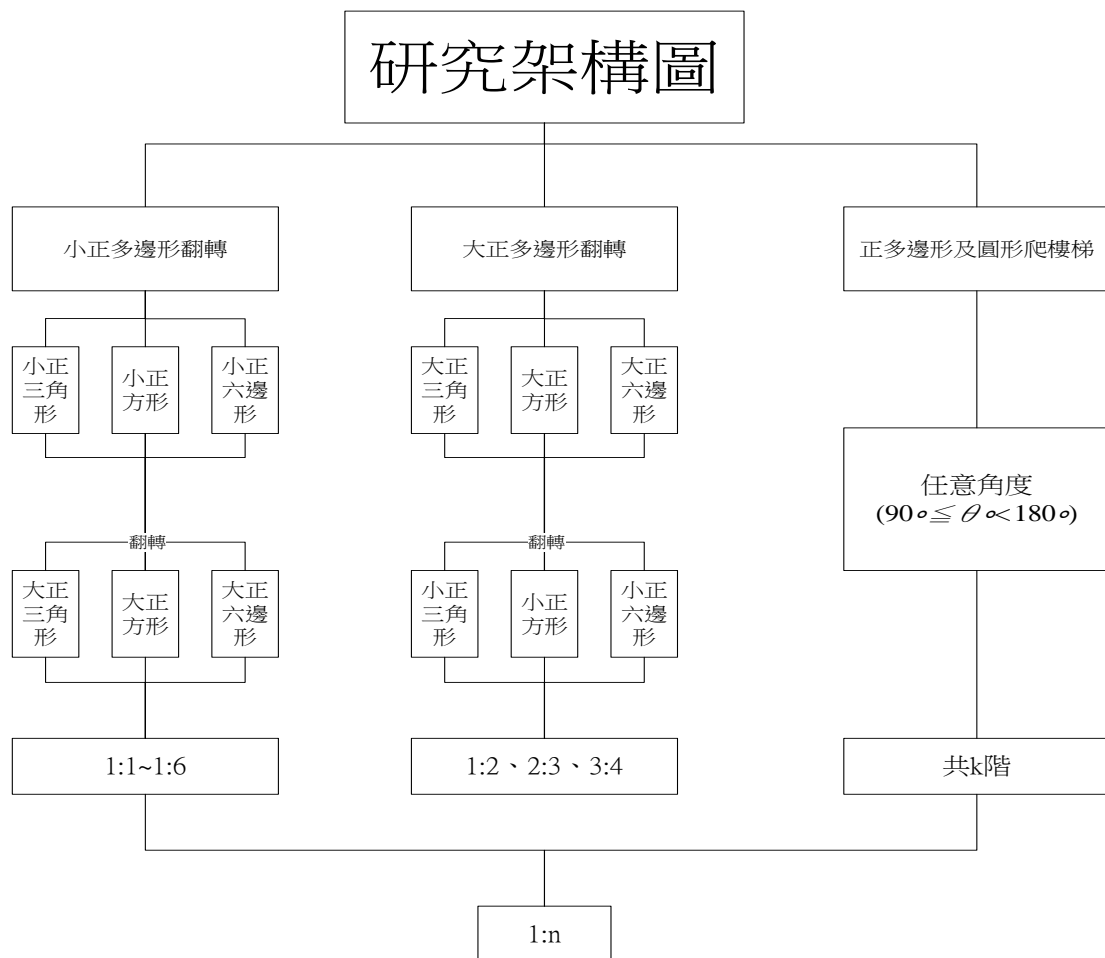 研究架構圖
小正多邊形翻轉
大正多邊形翻轉
正多邊形及圓形爬樓梯
小正
三角
形
小正
方形
小正
六邊
形
大正
三角
形
大正
方形
大正
六邊
形
任意角度
(90∘≦θ∘<180∘)
翻轉
翻轉
大正
三角
形
大正
方形
大正
六邊
形
小正
三角
形
小正
方形
小正
六邊
形
1:1~1:6
1:2、2:3、3:4
共k階
1:n